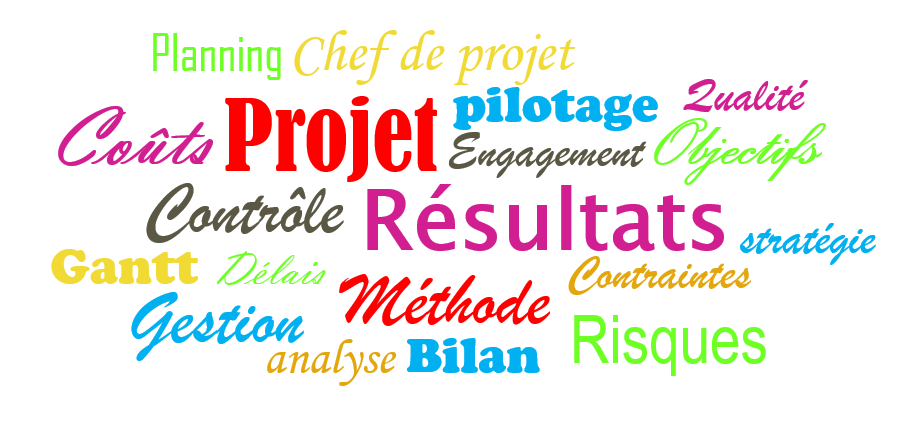 Planning Chef de projet
Coûts Projet pilotage Qualité
Engagement Objectifs
Contrôle Résultats stratégie
Gantt Délais Méthode Contraintes
Gestion Risques
analyse Bilan